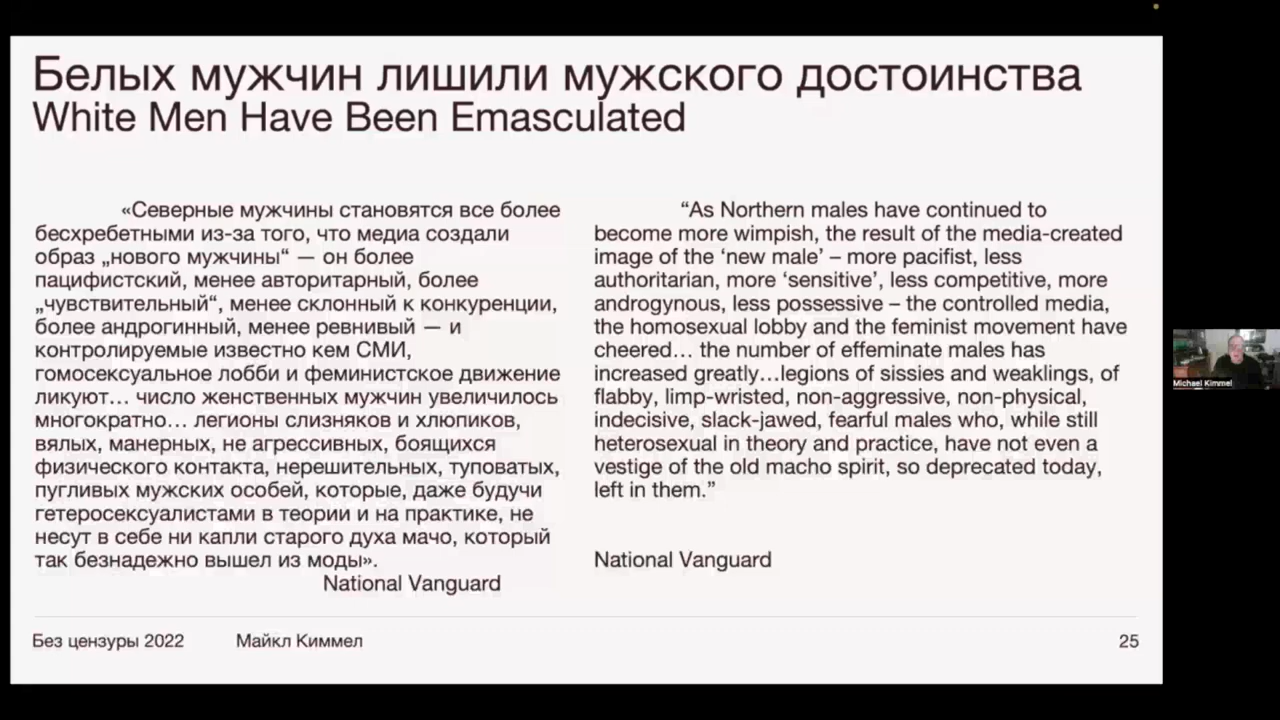 Белых мужчин лишили мужского достоинства
White Men Have Been Emasculated
«Северные мужчины становятся все более
бесхребетными из-за того, что медиа создали
образ „нового мужчины“ — он более
пацифистский, менее авторитарный, более
„чувствительный“, менее склонный к конкуренции,
более андрогинный, менее ревнивый — и
контролируемые известно кем СМИ,
гомосексуальное лобби и феминистское движение
ликуют… число женственных мужчин увеличилось
многократно… легионы слизняков и хлюпиков,
вялых, манерных, не агрессивных, боящихся
физического контакта, нерешительных, туповатых,
пугливых мужских особей, которые, даже будучи
гетеросексуалистами в теории и на практике, не
несут в себе ни капли старого духа мачо, который
так безнадежно вышел из моды».
National Vanguard
“As Northern males have continued to
become more wimpish, the result of the media-created
image of the ‘new male’ – more pacifist, less
authoritarian, more ‘sensitive’, less competitive, more
androgynous, less possessive – the controlled media,
the homosexual lobby and the feminist movement have
cheered… the number of effeminate males has
increased greatly…legions of sissies and weaklings, of
flabby, limp-wristed, non-aggressive, non-physical,
indecisive, slack-jawed, fearful males who, while still
heterosexual in theory and practice, have not even a
vestige of the old macho spirit, so deprecated today,
left in them.”
National Vanguard
Без цензуры 2022
Майкл Киммел
25
Michael Kimmel